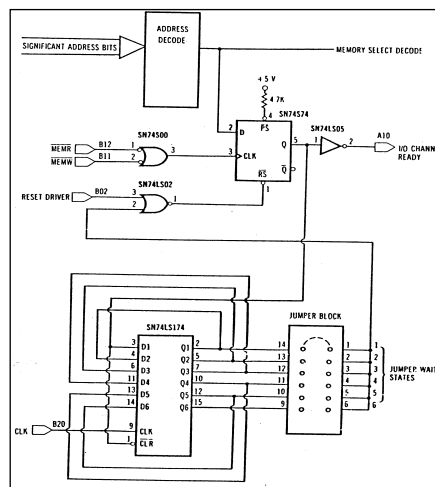 ADDRESS
DECODE
SIGNIFICANT ADDRESS BITS
MEMORY SELECT DECODE
+5 V
4.7K
SN74S74
4
PS
2
D
5
Q
SN74LS05
1
2
A10
I/O CHANN
READY
SN74S00
MEMR
B12
1
MEMW
B11
2
3
3
CLK
Q
RS
1
SN74LS02
RESET DRIVER
B02
3
2
1
SN74LS174
JUMPER BLOCK
3
D1
Q1
2
14
1
1
4
D2
Q2
5
13
2
2
6
D3
Q3
7
12
3
3
11
D4
Q4
10
11
4
4
13
D5
Q5
12
10
5
5
14
D6
Q6
15
9
6
6
JUMPER WAIT
STATES
CLK
B20
9
CLK
1
CLR